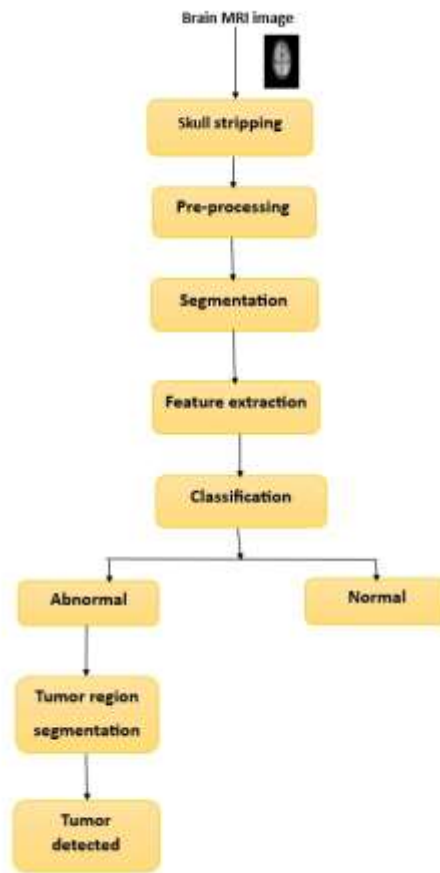 Brain MRI image
Skull stripping
Pre-processing
Segmentation
Feature extraction
Classification
Abnormal
Normal
Tumor region
segmentation
Tumor
detected